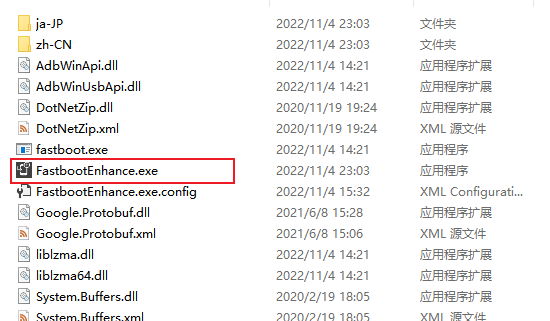 ja-JP 2022/11/4 23:03 文件夹
zh-CN 2022/11/4 23:03 文件夹
AdbWinApi.dll 2022/11/4 14:21 应用程序扩展
AdbWinUsbApi.dll 2022/11/4 14:21 应用程序扩展
DotNetZip.dll 2020/11/19 19:24 应用程序扩展
DotNetZip.xml 2020/11/19 19:24 XML 源文件
fastboot.exe 2022/11/4 14:21 应用程序
FastbootEnhance.exe 2022/11/4 23:03 应用程序
FastbootEnhance.exe.config 2022/11/4 15:32 XML Configurati...
Google.Protobuf.dll 2021/6/8 15:28 应用程序扩展
Google.Protobuf.xml 2021/6/8 15:06 XML 源文件
liblzma.dll 2022/11/4 14:21 应用程序扩展
liblzma64.dll 2022/11/4 14:21 应用程序扩展
System.Buffers.dll 2020/2/19 18:05 应用程序扩展
System.Buffers.xml 2020/2/19 18:05 XML 源文件